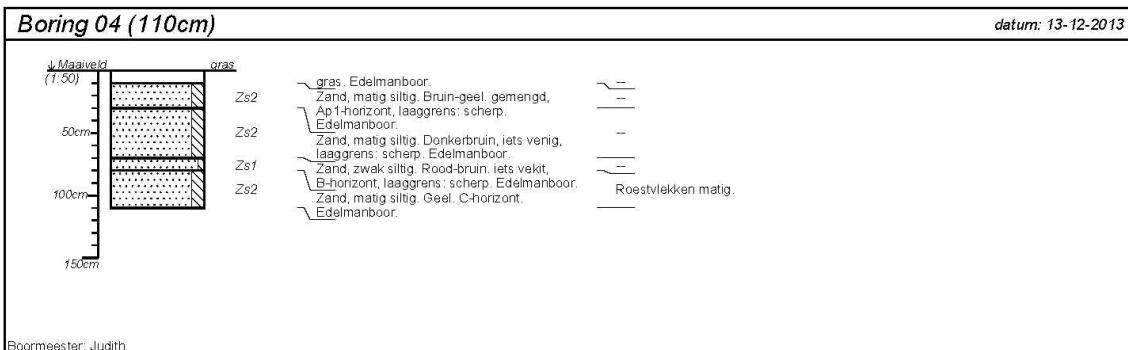 Boring 04 (110cm)
datum: 13-12-2013
↓ Maaiveld
gras
(1:50)
gras. Edelmanboor.
--
Zs2
Zand, matig siltig. Bruin-geel. gemengd,
--
Ap1-horizont, laaggrens: scherp.
Edelmanboor.
50cm
Zs2
Zand, matig siltig. Donkerbruin, iets venig,
--
laaggrens: scherp. Edelmanboor.
Zs1
Zand, zwak siltig. Rood-bruin. iets vekit,
--
B-horizont, laaggrens: scherp. Edelmanboor.
100cm
Zs2
Zand, matig siltig. Geel. C-horizont.
Roestvlekken matig.
Edelmanboor.
150cm
Boormeester: Judith